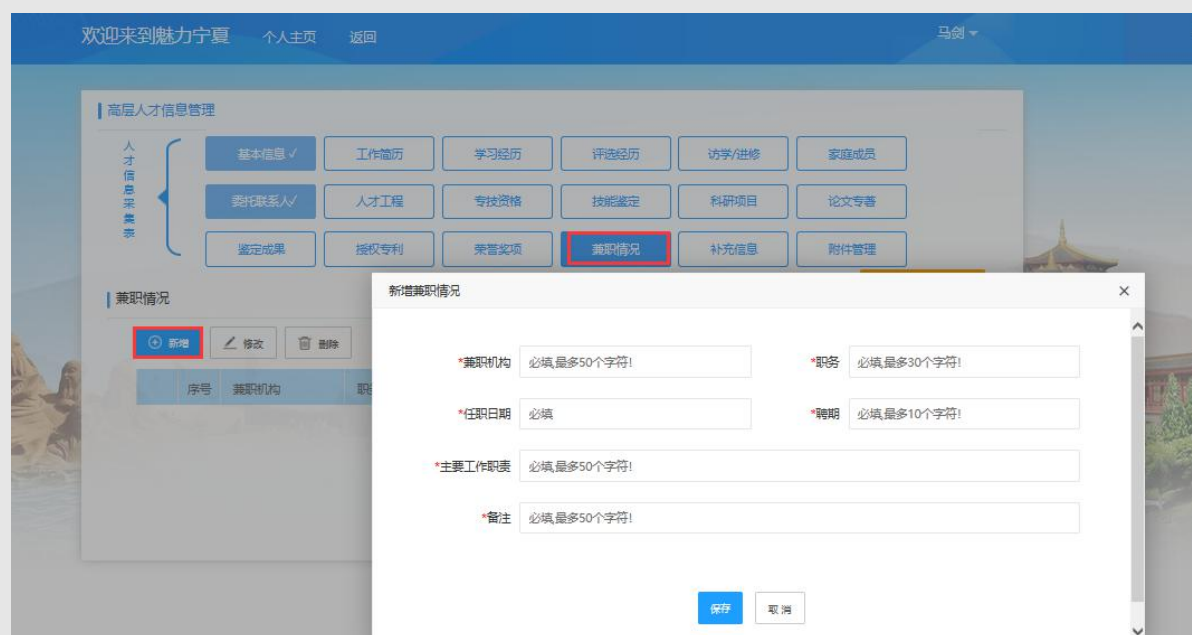 欢迎来到魅力宁夏 个人主页 返回 马剑
高层人才信息管理
人才信息采集表
基本信息✓ 工作简历 学习经历 评选经历 访学/进修 家庭成员
委托联系人✓ 人才工程 专技资格 技能鉴定 科研项目 论文专著
鉴定成果 授权专利 荣誉奖项 兼职情况 补充信息 附件管理
兼职情况
新增 修改 删除
序号 兼职机构
新增兼职情况 ×
*兼职机构 必填,最多50个字符! *职务 必填,最多30个字符!
*任职日期 必填 *聘期 必填,最多10个字符!
*主要工作职责 必填,最多50个字符!
*备注 必填,最多50个字符!
保存 取消